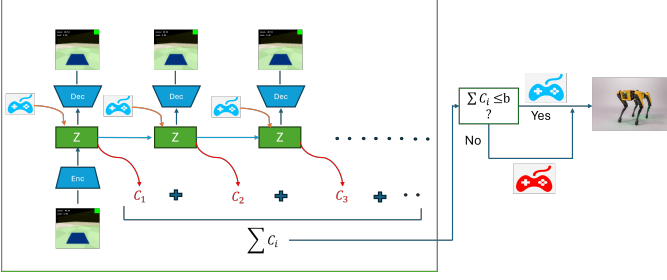 Dec
Dec
Dec
Z
Z
Z
Enc
C₁
C₂
C₃
∑ Cᵢ
∑ Cᵢ ≤b
?
Yes
No